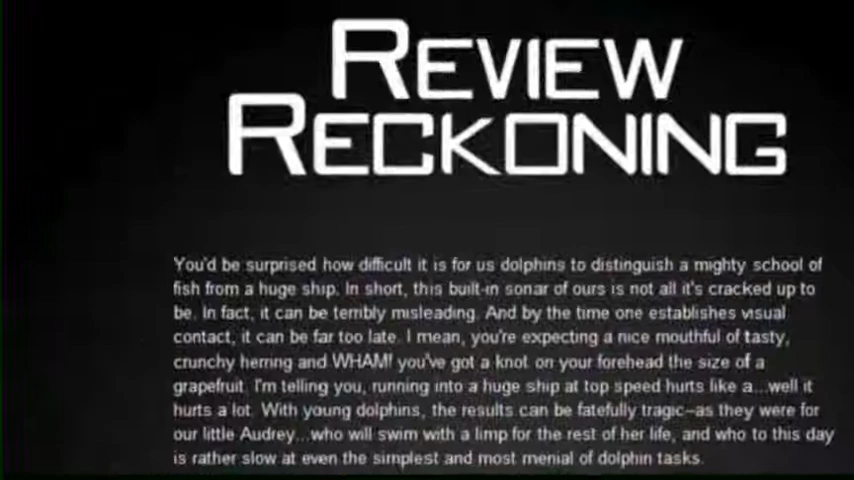 REVIEW
RECKONING
You'd be surprised how difficult it is for us dolphins to distinguish a mighty school of
fish from a huge ship. In short, this built-in sonar of ours is not all it's cracked up to
be. In fact, it can be terribly misleading. And by the time one establishes visual
contact, it can be far too late. I mean, you're expecting a nice mouthful of tasty,
crunchy herring and WHAM! you've got a knot on your forehead the size of a
grapefruit. I'm telling you, running into a huge ship at top speed hurts like a...well it
hurts a lot. With young dolphins, the results can be fatefully tragic–as they were for
our little Audrey...who will swim with a limp for the rest of her life, and who to this day
is rather slow at even the simplest and most menial of dolphin tasks.